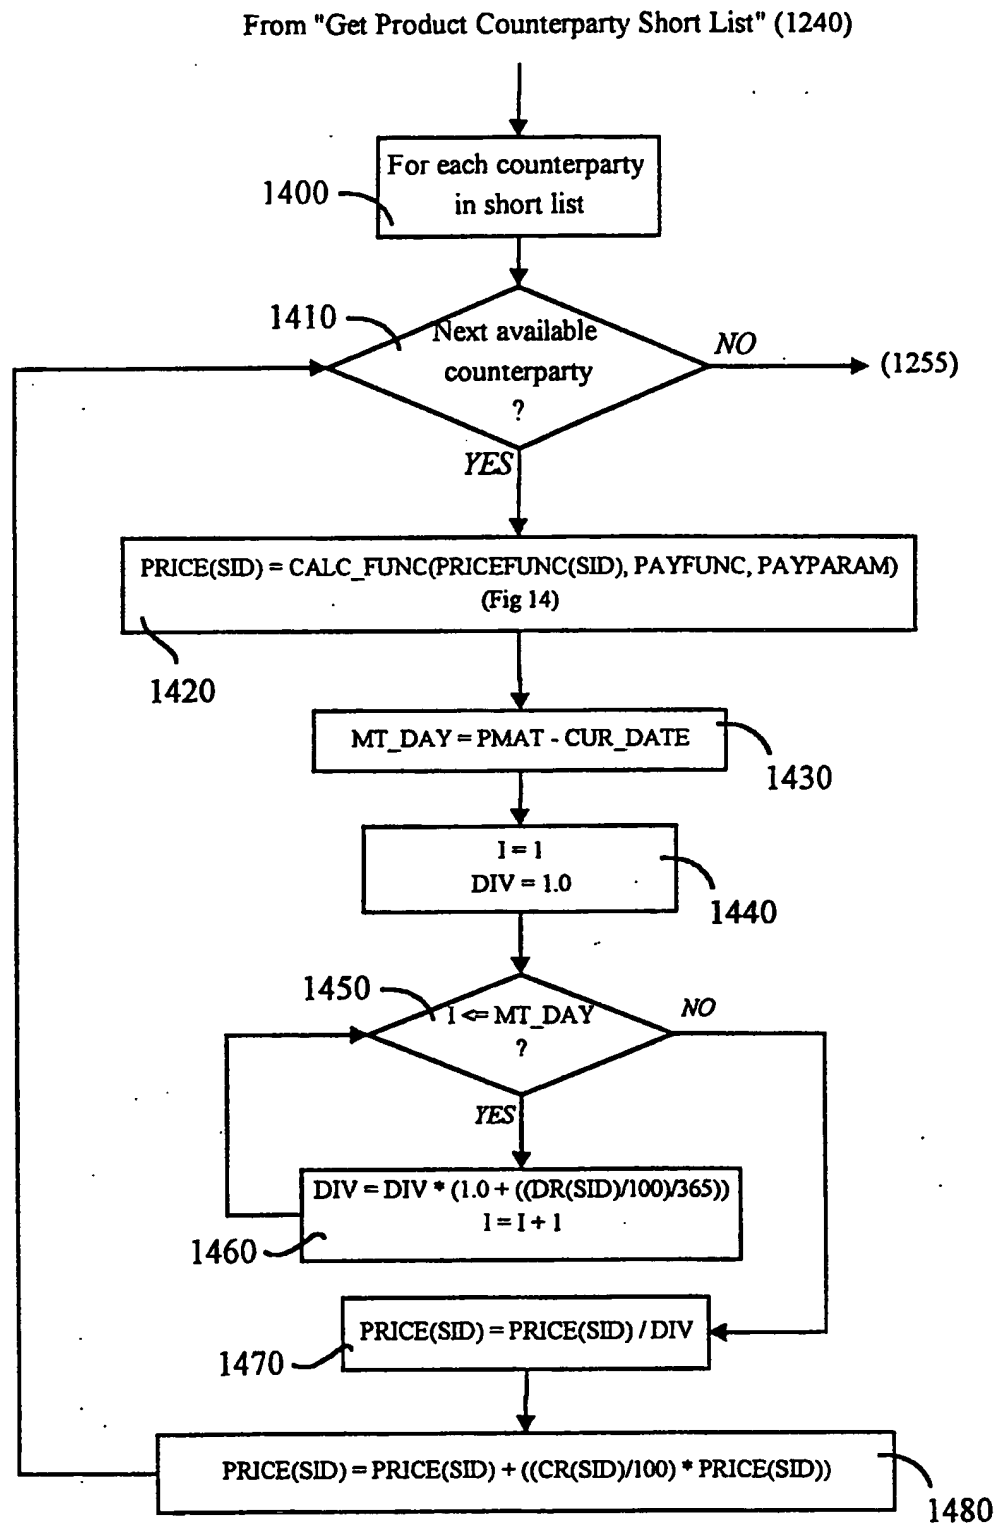 From "Get Product Counterparty Short List" (1240)
For each counterparty
in short list
1400
1410
Next available
counterparty
?
NO
(1255)
YES
PRICE(SID) = CALC_FUNC(PRICEFUNC(SID), PAYFUNC, PAYPARAM)
(Fig 14)
1420
MT_DAY = PMAT - CUR_DATE
1430
I = 1
DIV = 1.0
1440
1450
I <= MT_DAY
?
NO
YES
DIV = DIV * (1.0 + ((DR(SID)/100)/365))
I = I + 1
1460
PRICE(SID) = PRICE(SID) / DIV
1470
PRICE(SID) = PRICE(SID) + ((CR(SID)/100) * PRICE(SID))
1480